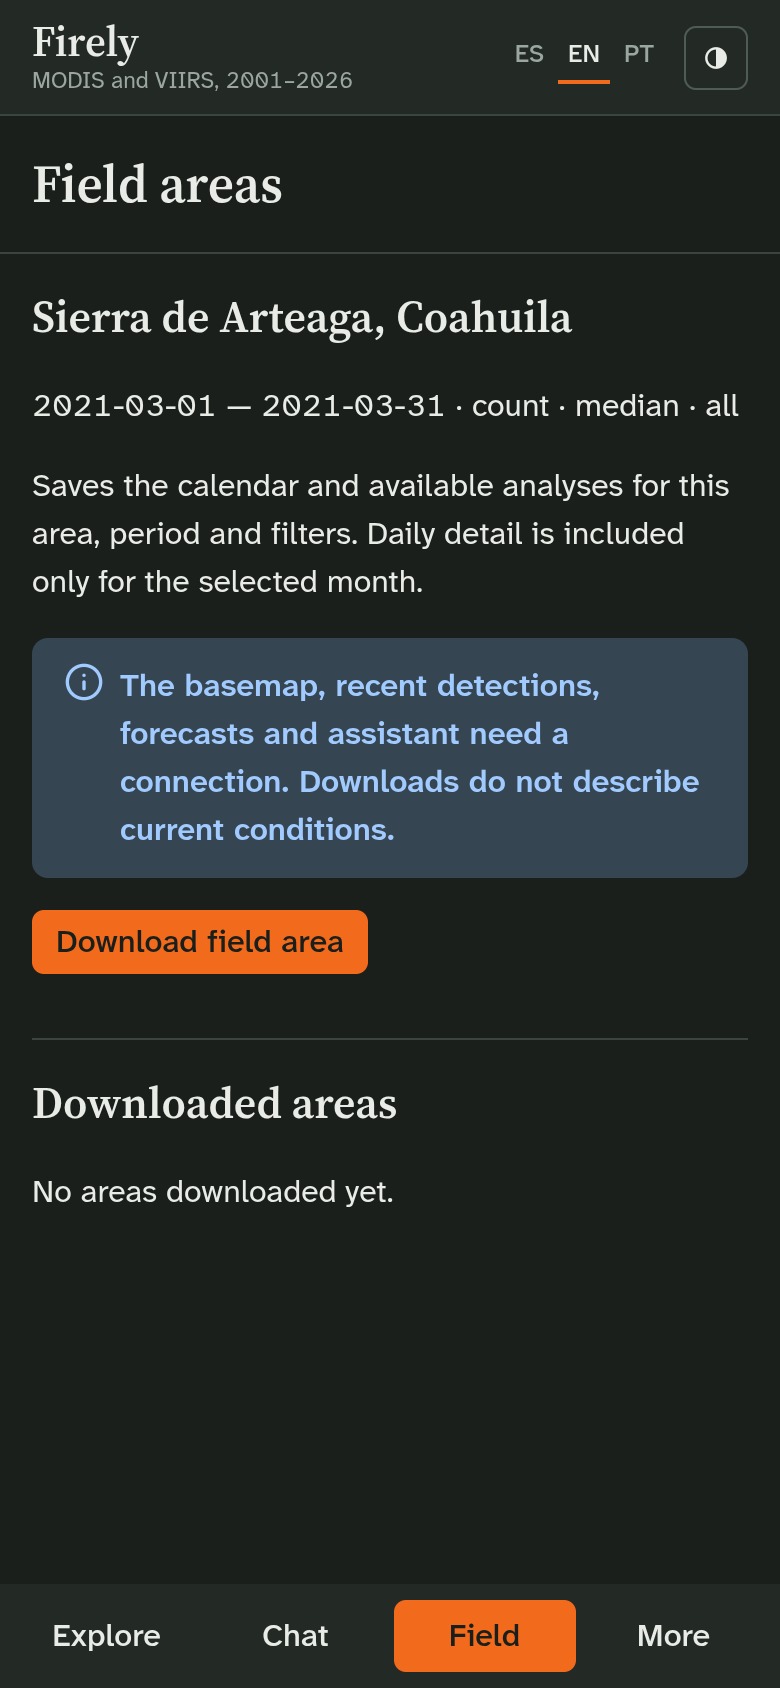 Firely
MODIS and VIIRS, 2001–2026
ES EN PT
Field areas
Sierra de Arteaga, Coahuila
2021-03-01 — 2021-03-31 · count · median · all
Saves the calendar and available analyses for this
area, period and filters. Daily detail is included
only for the selected month.
The basemap, recent detections,
forecasts and assistant need a
connection. Downloads do not describe
current conditions.
Download field area
Downloaded areas
No areas downloaded yet.
Explore Chat Field More